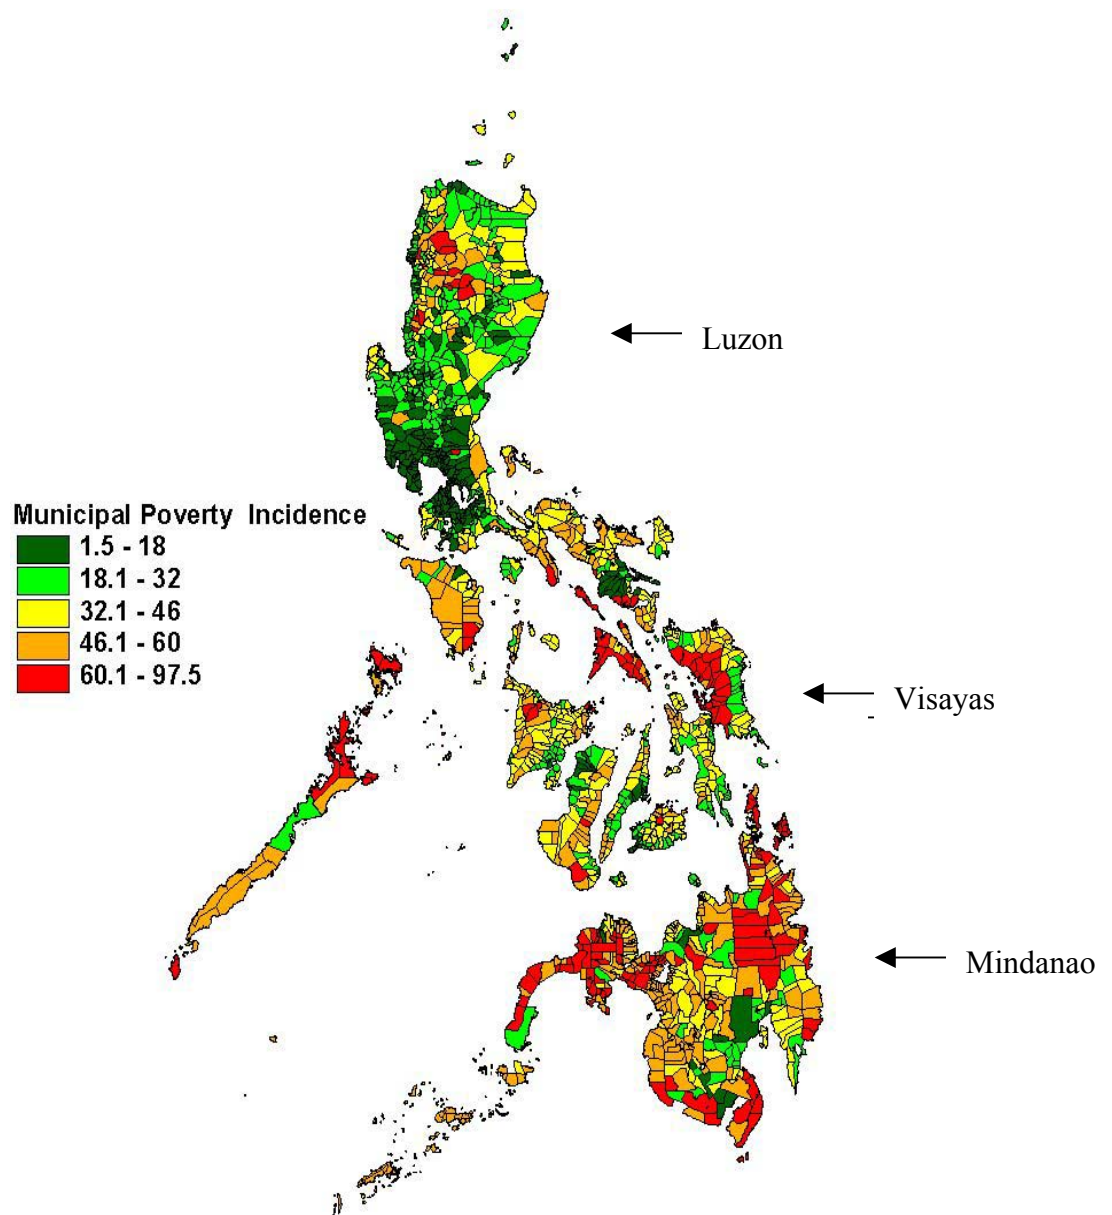 Luzon
Municipal Poverty Incidence
1.5 - 18
18.1 - 32
32.1 - 46
46.1 - 60
60.1 - 97.5
Visayas
Mindanao